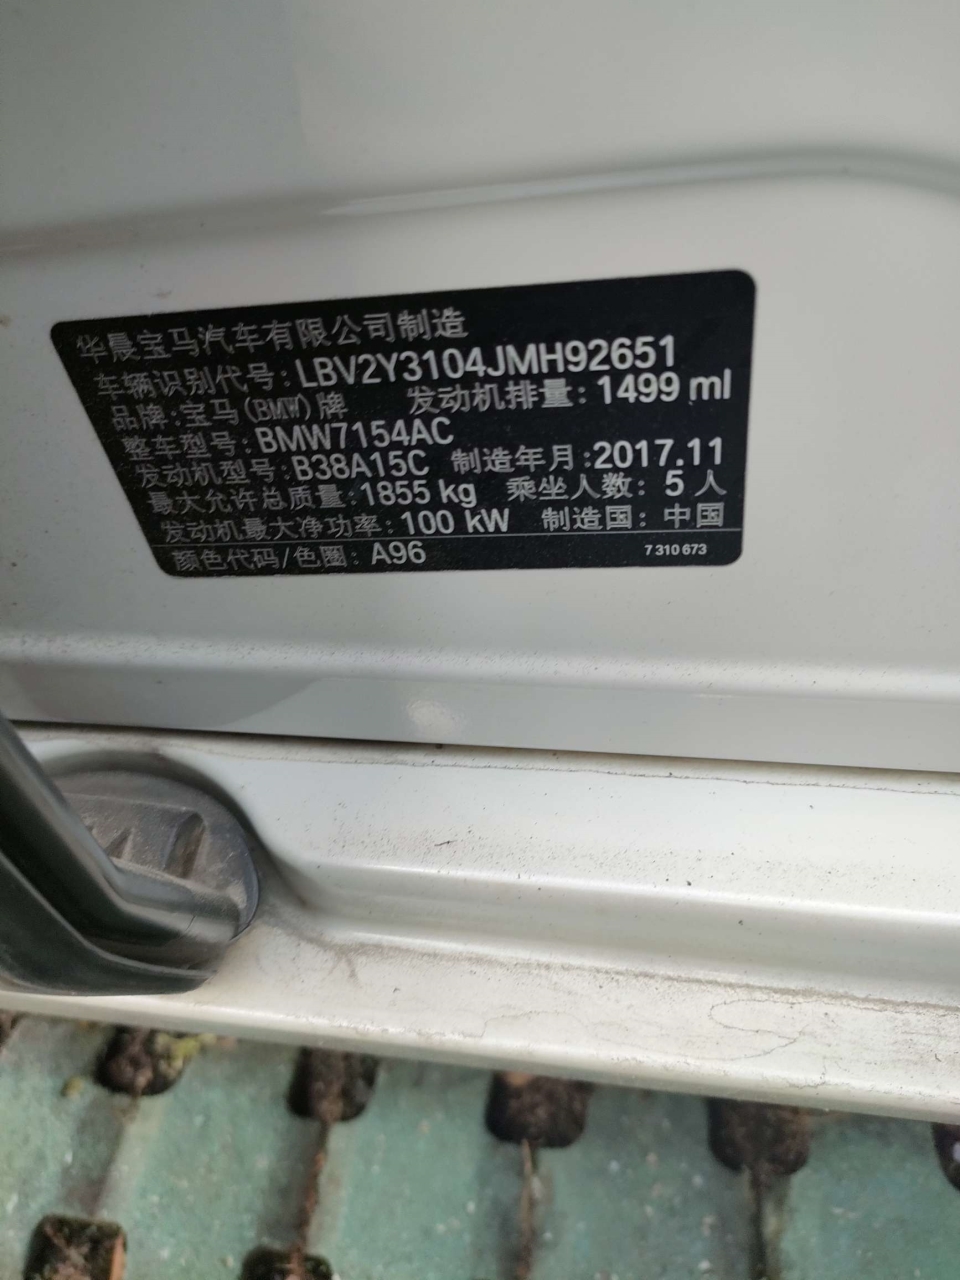 华晨宝马汽车有限公司制造
车辆识别代号: LBV2Y3104JMH92651
品牌: 宝马(BMW)牌 发动机排量: 1499 ml
整车型号: BMW7154AC
发动机型号: B38A15C 制造年月: 2017.11
最大允许总质量: 1855 kg 乘坐人数: 5 人
发动机最大净功率: 100 kW 制造国: 中国
颜色代码/色圈: A96 7 310 673